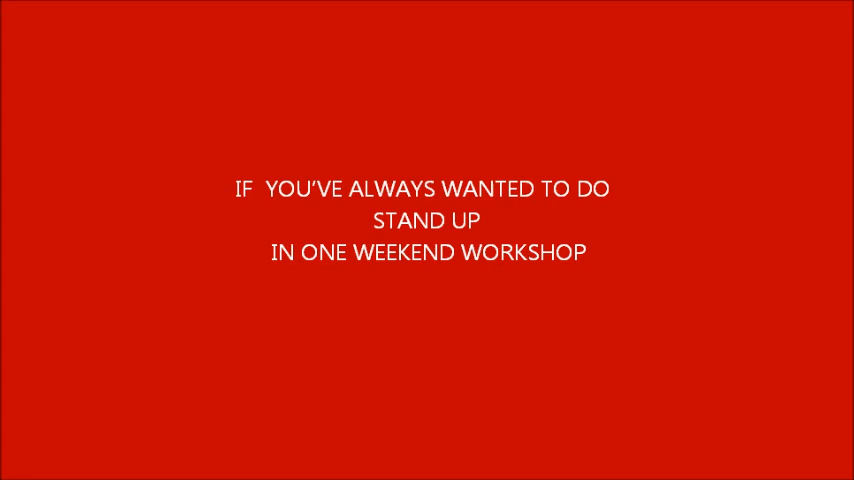 IF  YOU'VE ALWAYS WANTED TO DO
STAND UP
IN ONE WEEKEND WORKSHOP